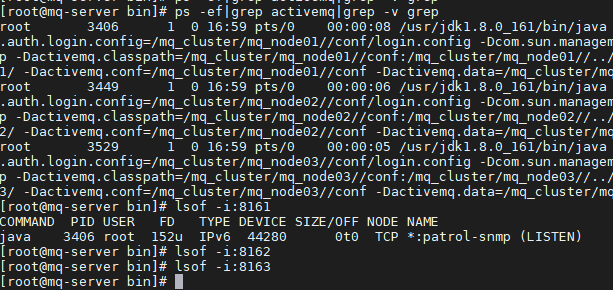 [root@mq-server bin]# ps -ef|grep activemq|grep -v grep
root       3406      1  0 16:59 pts/0    00:00:08 /usr/jdk1.8.0_161/bin/java
.auth.login.config=/mq_cluster/mq_node01//conf/login.config -Dcom.sun.managem
p -Dactivemq.classpath=/mq_cluster/mq_node01//conf:/mq_cluster/mq_node01//../
1/ -Dactivemq.conf=/mq_cluster/mq_node01//conf -Dactivemq.data=/mq_cluster/mq
root       3449      1  0 16:59 pts/0    00:00:06 /usr/jdk1.8.0_161/bin/java
.auth.login.config=/mq_cluster/mq_node02//conf/login.config -Dcom.sun.managem
p -Dactivemq.classpath=/mq_cluster/mq_node02//conf:/mq_cluster/mq_node02//../
2/ -Dactivemq.conf=/mq_cluster/mq_node02//conf -Dactivemq.data=/mq_cluster/mq
root       3529      1  0 16:59 pts/0    00:00:05 /usr/jdk1.8.0_161/bin/java
.auth.login.config=/mq_cluster/mq_node03//conf/login.config -Dcom.sun.managem
p -Dactivemq.classpath=/mq_cluster/mq_node03//conf:/mq_cluster/mq_node03//../
3/ -Dactivemq.conf=/mq_cluster/mq_node03//conf -Dactivemq.data=/mq_cluster/mq
[root@mq-server bin]# lsof -i:8161
COMMAND  PID USER   FD   TYPE DEVICE SIZE/OFF NODE NAME
java    3406 root  152u  IPv6  44280      0t0  TCP *:patrol-snmp (LISTEN)
[root@mq-server bin]# lsof -i:8162
[root@mq-server bin]# lsof -i:8163
[root@mq-server bin]#